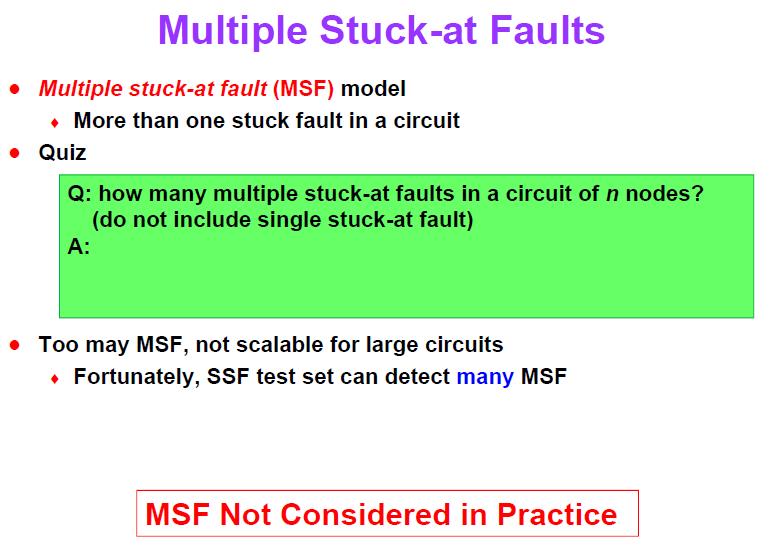 Multiple Stuck-at Faults
Multiple stuck-at fault (MSF) model
More than one stuck fault in a circuit
Quiz
Q: how many multiple stuck-at faults in a circuit of n nodes?
(do not include single stuck-at fault)
A:
Too may MSF, not scalable for large circuits
Fortunately, SSF test set can detect many MSF
MSF Not Considered in Practice